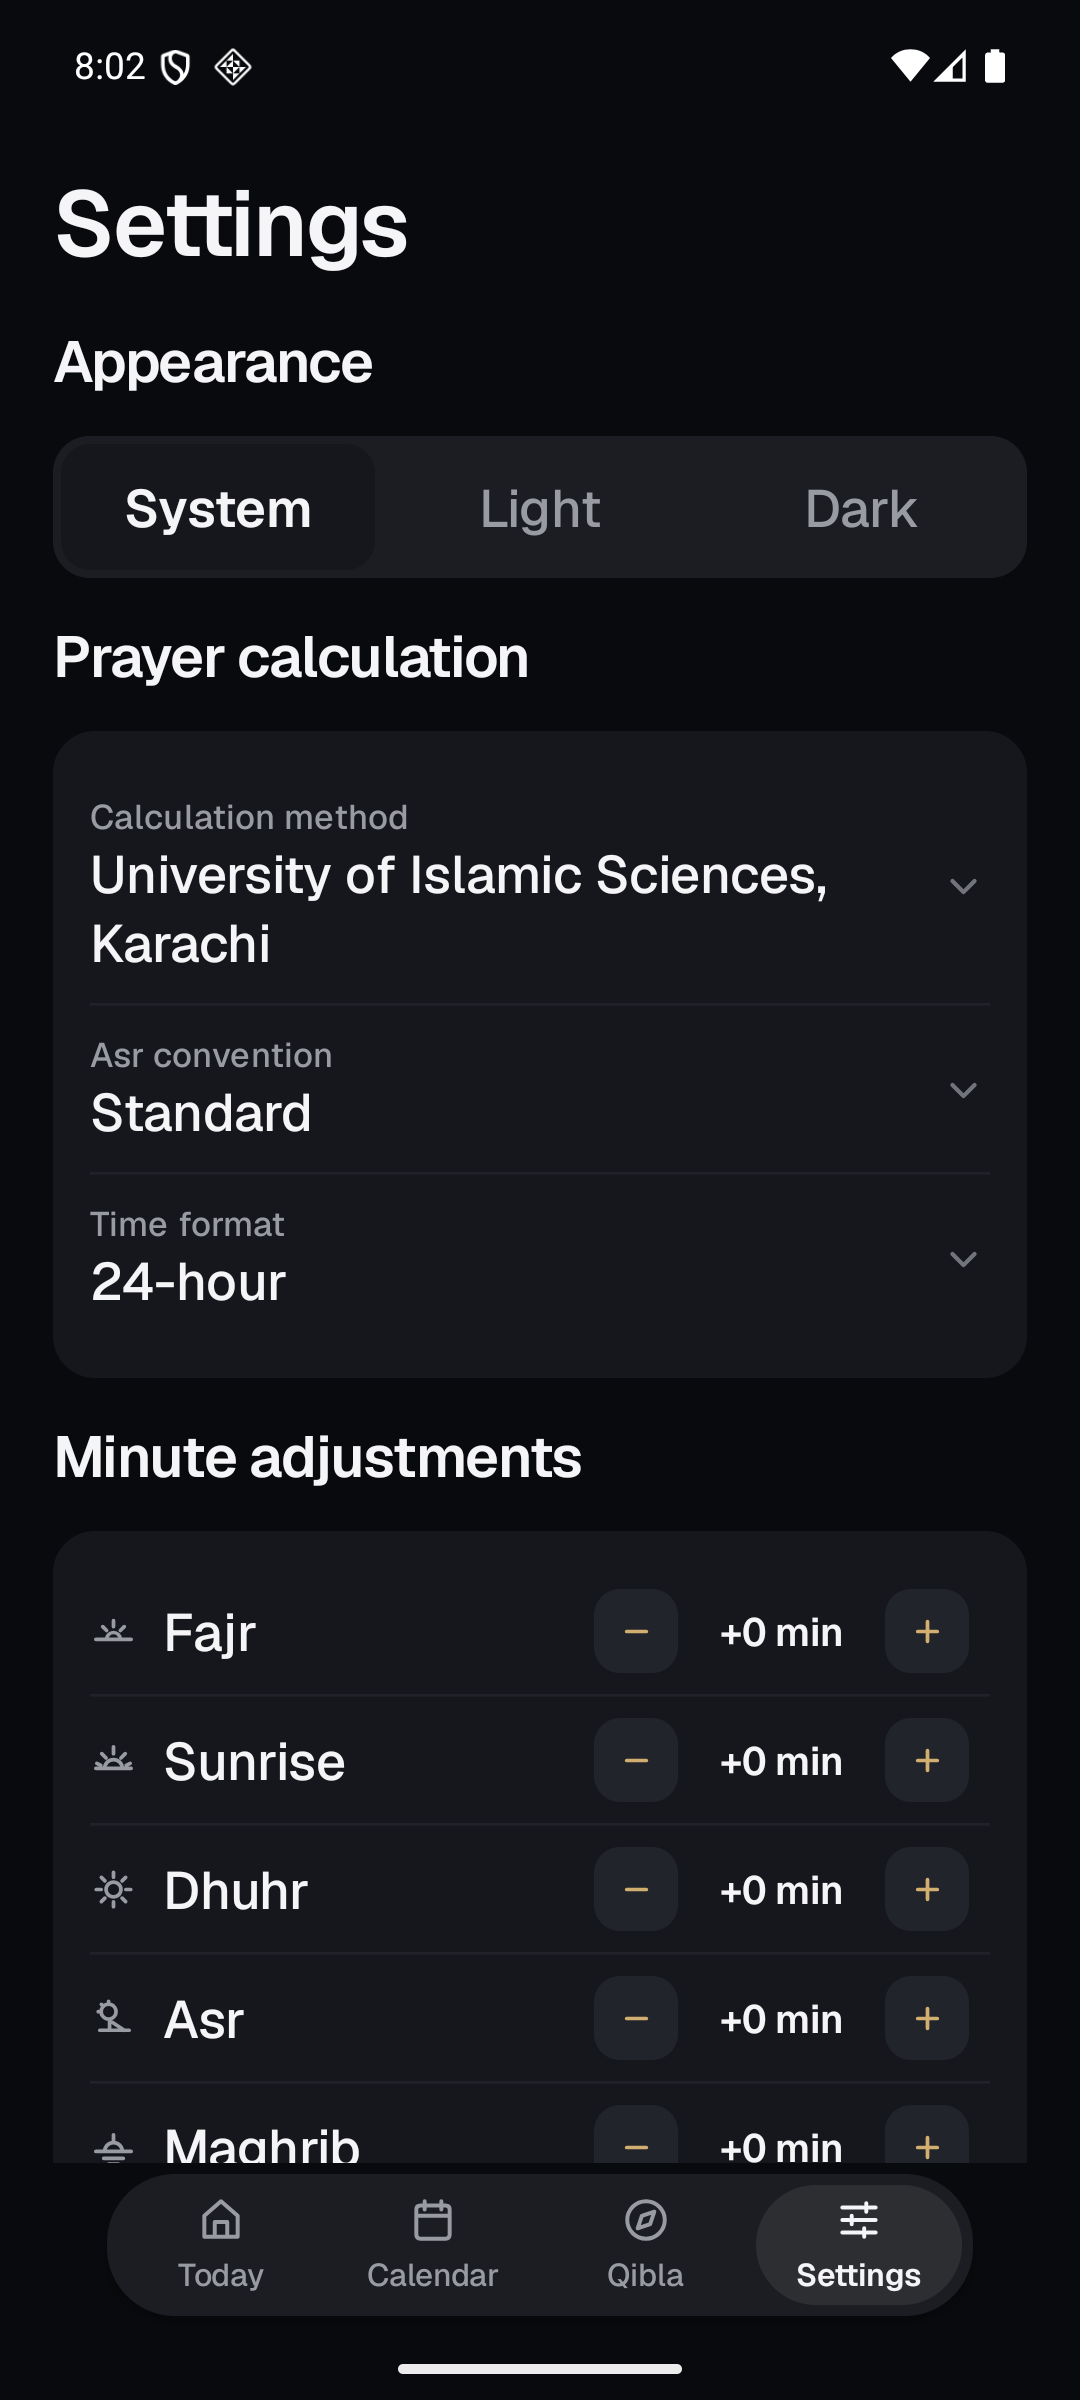 8:02
Settings
Appearance
System Light Dark
Prayer calculation
Calculation method
University of Islamic Sciences,
Karachi
Asr convention
Standard
Time format
24-hour
Minute adjustments
Fajr − +0 min +
Sunrise − +0 min +
Dhuhr − +0 min +
Asr − +0 min +
Maghrib − +0 min +
Today Calendar Qibla Settings